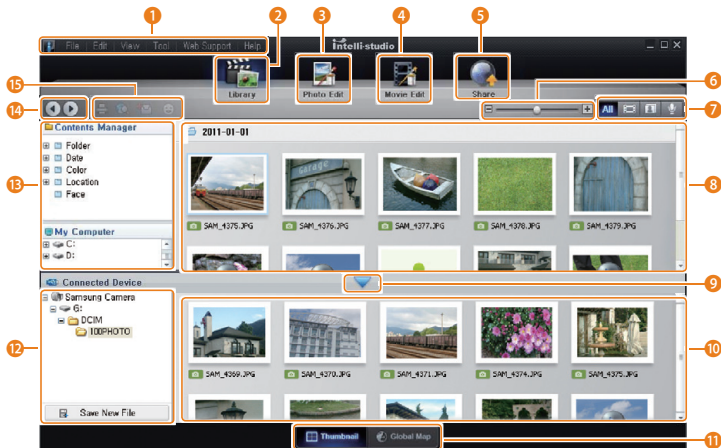 1 2 3 4 5
File Edit View Tool Web Support Help
Intelli-studio
Library Photo Edit Movie Edit Share
15 6
14 7
All
Contents Manager
Folder
Date
Color
Location
Face
13
My Computer
C:
D:
2011-01-01
SAM_4375.JPG SAM_4376.JPG SAM_4377.JPG SAM_4378.JPG SAM_4379.JPG
8
Connected Device
9
Samsung Camera
G:
DCIM
100PHOTO
12
Save New File
SAM_4369.JPG SAM_4370.JPG SAM_4371.JPG SAM_4374.JPG SAM_4375.JPG
10
Thumbnail Global Map
11